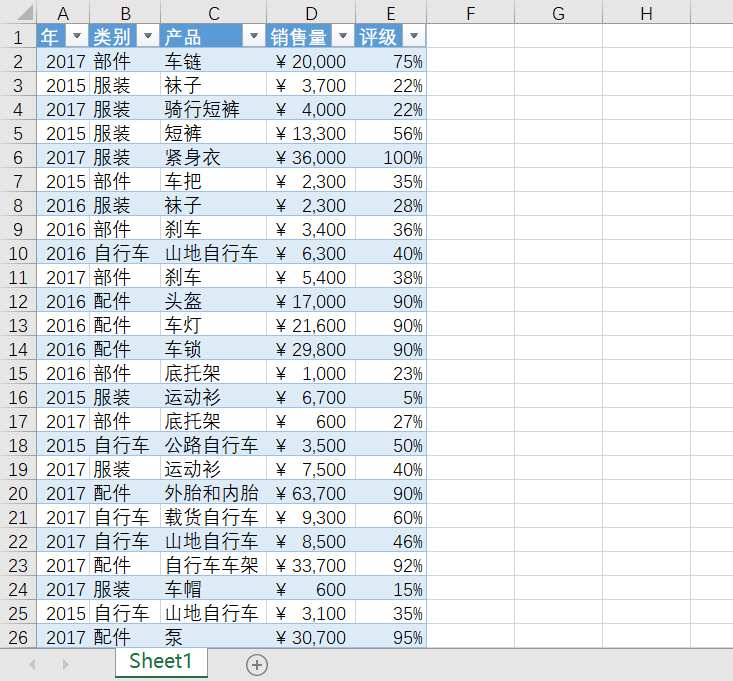 A B C D E F G H
1 年 类别 产品 销售量 评级
2 2017 部件 车链 ¥ 20,000 75%
3 2015 服装 袜子 ¥ 3,700 22%
4 2017 服装 骑行短裤 ¥ 4,000 22%
5 2015 服装 短裤 ¥ 13,300 56%
6 2017 服装 紧身衣 ¥ 36,000 100%
7 2015 部件 车把 ¥ 2,300 35%
8 2016 服装 袜子 ¥ 2,300 28%
9 2016 部件 刹车 ¥ 3,400 36%
10 2016 自行车 山地自行车 ¥ 6,300 40%
11 2017 部件 刹车 ¥ 5,400 38%
12 2016 配件 头盔 ¥ 17,000 90%
13 2016 配件 车灯 ¥ 21,600 90%
14 2016 配件 车锁 ¥ 29,800 90%
15 2016 部件 底托架 ¥ 1,000 23%
16 2015 服装 运动衫 ¥ 6,700 5%
17 2017 部件 底托架 ¥ 600 27%
18 2015 自行车 公路自行车 ¥ 3,500 50%
19 2017 服装 运动衫 ¥ 7,500 40%
20 2017 配件 外胎和内胎 ¥ 63,700 90%
21 2017 自行车 载货自行车 ¥ 9,300 60%
22 2017 自行车 山地自行车 ¥ 8,500 46%
23 2017 配件 自行车车架 ¥ 33,700 92%
24 2017 服装 车帽 ¥ 600 15%
25 2015 自行车 山地自行车 ¥ 3,100 35%
26 2017 配件 泵 ¥ 30,700 95%
Sheet1